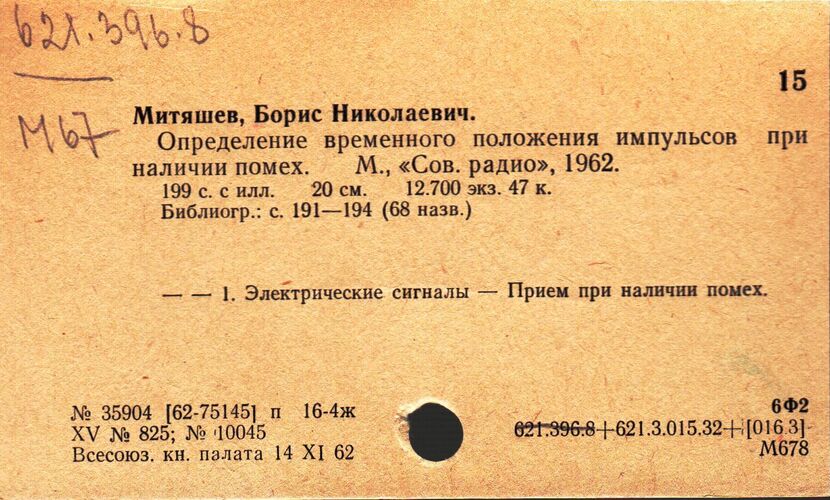 621.396.8
15
М67
Митяшев, Борис Николаевич.
Определение временного положения импульсов при
наличии помех. М., «Сов. радио», 1962.
199 с. с илл. 20 см. 12.700 экз. 47 к.
Библиогр.: с. 191—194 (68 назв.)
— — 1. Электрические сигналы — Прием при наличии помех.
№ 35904 [62-75145] п 16-4ж
XV № 825; № 10045
Всесоюз. кн. палата 14 XI 62
6Ф2
621.396.8+621.3.015.32+[016.3]
М678